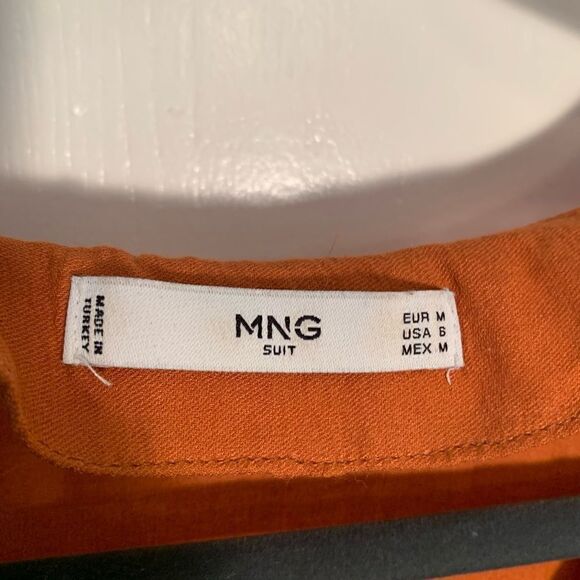 MADE IN
TURKEY
MNG
SUIT
EUR M
USA 6
MEX M